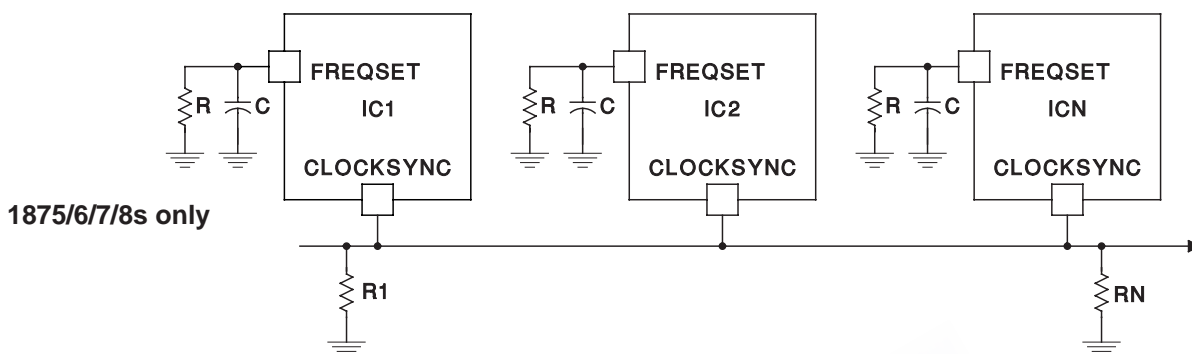 FREQSET
R C IC1
CLOCKSYNC
FREQSET
R C IC2
CLOCKSYNC
FREQSET
R C ICN
CLOCKSYNC
1875/6/7/8s only
R1
RN